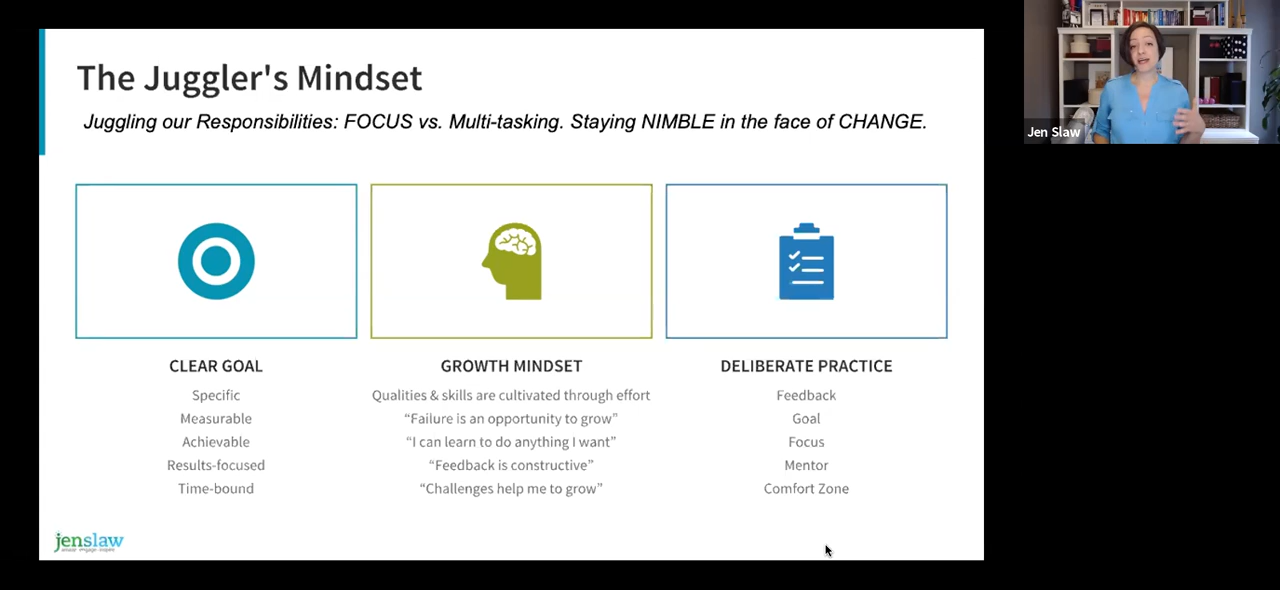 The Juggler's Mindset
Juggling our Responsibilities: FOCUS vs. Multi-tasking. Staying NIMBLE in the face of CHANGE.
CLEAR GOAL
Specific
Measurable
Achievable
Results-focused
Time-bound
GROWTH MINDSET
Qualities & skills are cultivated through effort
“Failure is an opportunity to grow”
“I can learn to do anything I want”
“Feedback is constructive”
“Challenges help me to grow”
DELIBERATE PRACTICE
Feedback
Goal
Focus
Mentor
Comfort Zone
jenslaw
Jen Slaw